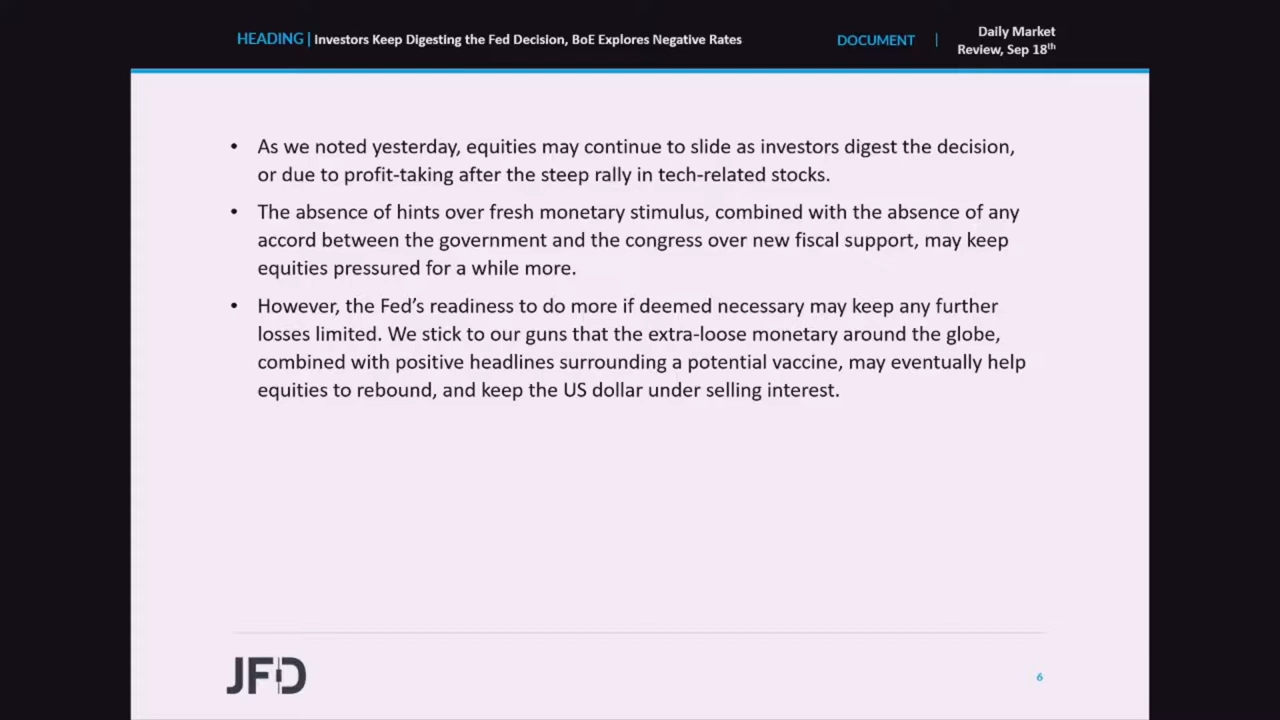 HEADING | Investors Keep Digesting the Fed Decision, BoE Explores Negative Rates
DOCUMENT | Daily Market
Review, Sep 18th
• As we noted yesterday, equities may continue to slide as investors digest the decision,
or due to profit-taking after the steep rally in tech-related stocks.
• The absence of hints over fresh monetary stimulus, combined with the absence of any
accord between the government and the congress over new fiscal support, may keep
equities pressured for a while more.
• However, the Fed’s readiness to do more if deemed necessary may keep any further
losses limited. We stick to our guns that the extra-loose monetary around the globe,
combined with positive headlines surrounding a potential vaccine, may eventually help
equities to rebound, and keep the US dollar under selling interest.
JFD
6